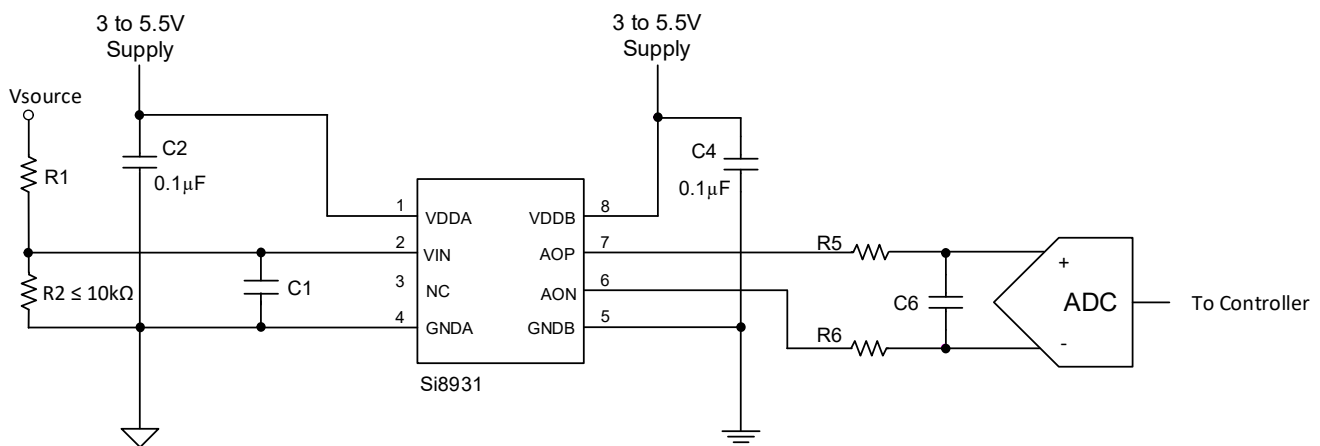 3 to 5.5V
Supply
3 to 5.5V
Supply
Vsource
C2
0.1μF
C4
0.1μF
R1
1
VDDA
VDDB
8
2
VIN
AOP
7
R5
3
NC
AON
6
4
GNDA
GNDB
5
R6
R2 ≤ 10kΩ
C1
C6
+
-
ADC
To Controller
Si8931